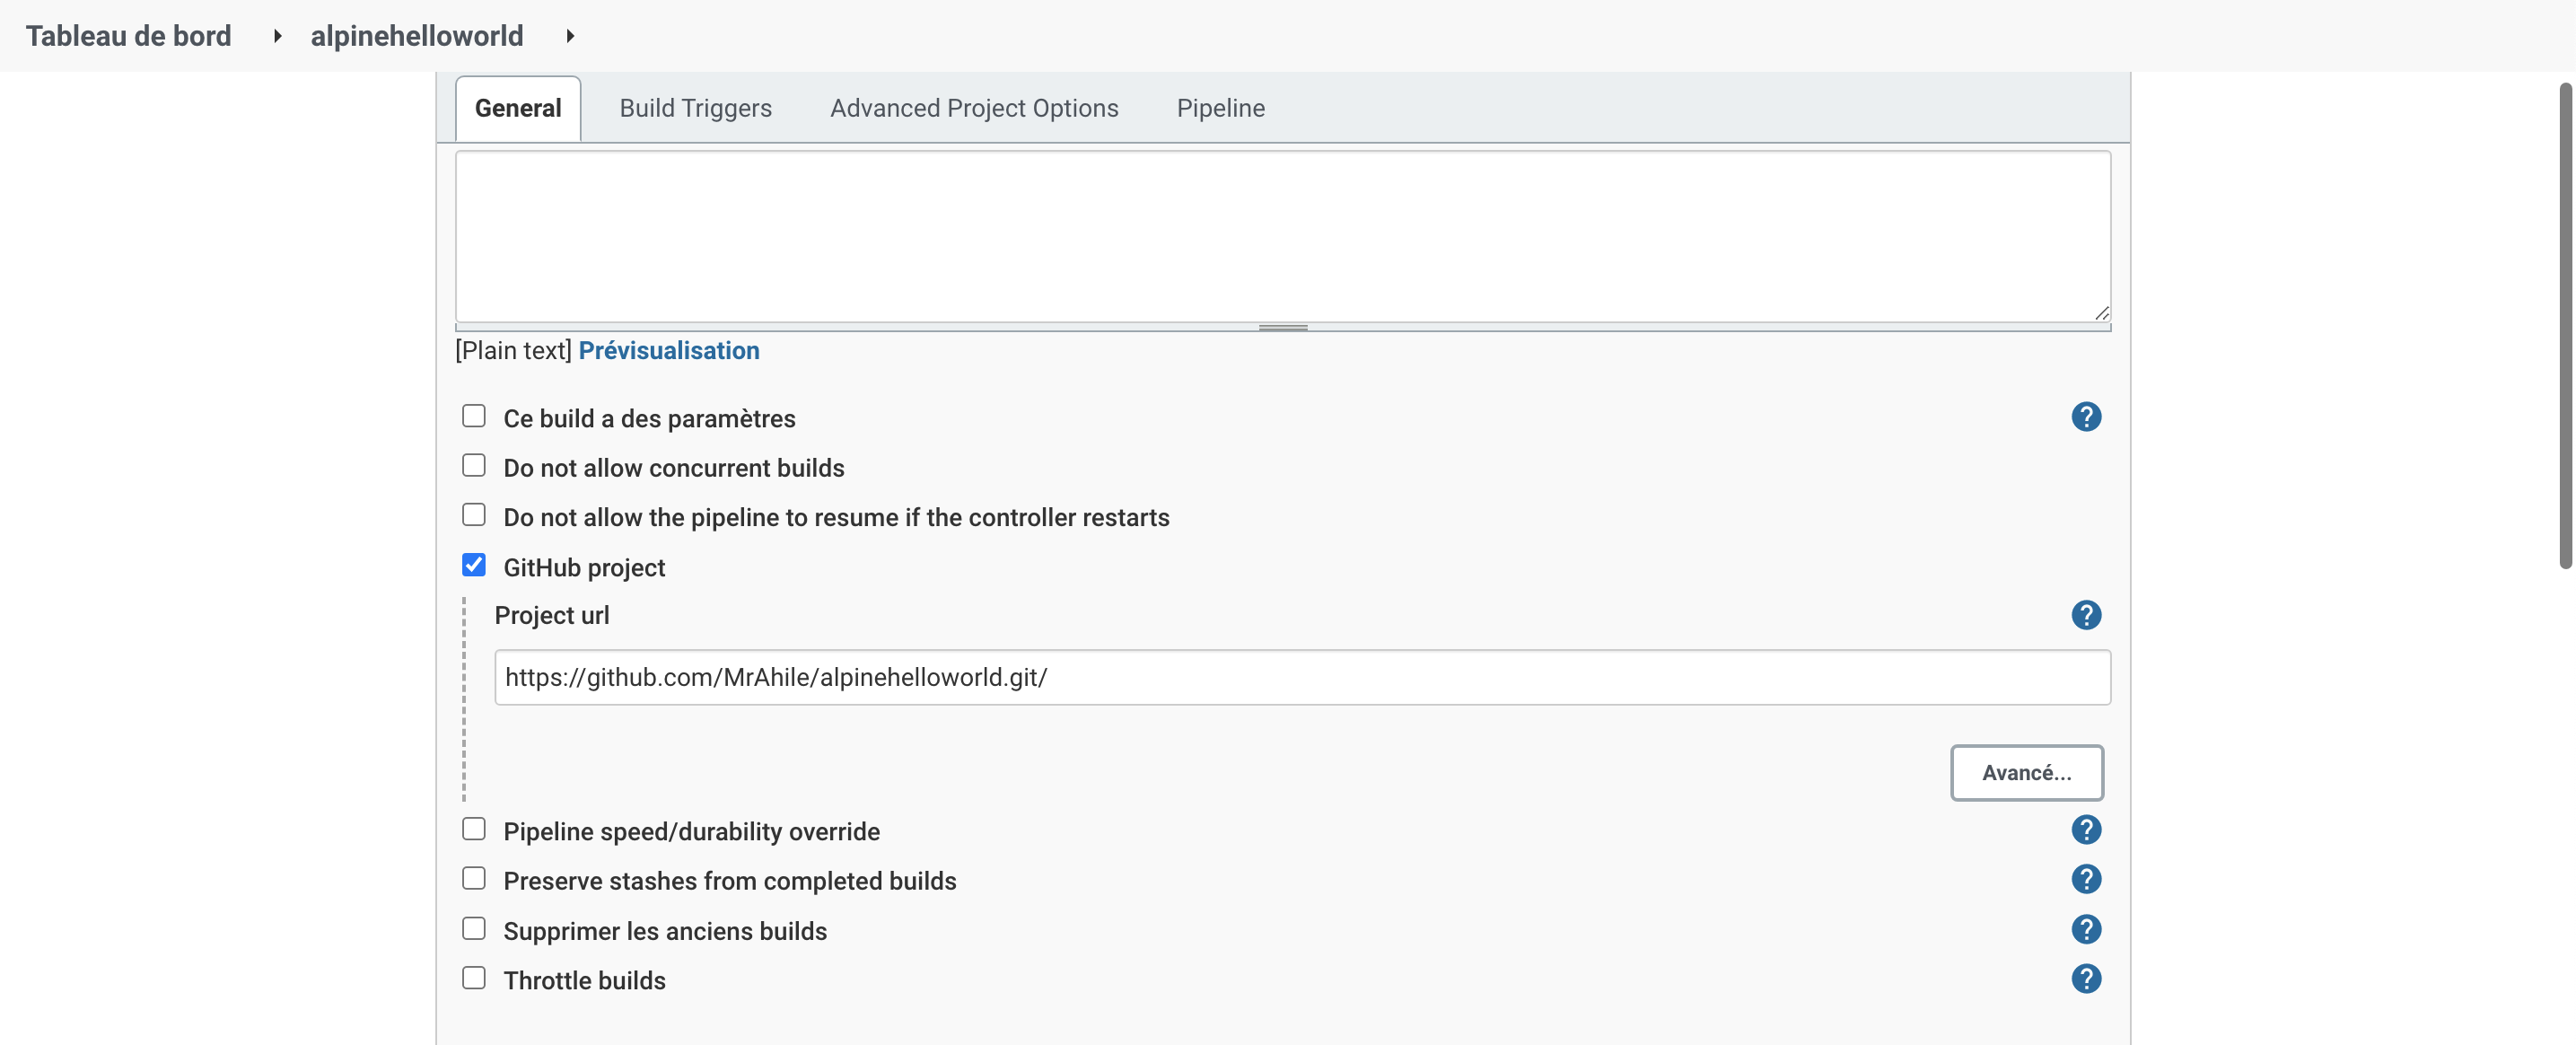 Tableau de bord alpinehelloworld
General Build Triggers Advanced Project Options Pipeline
[Plain text] Prévisualisation
Ce build a des paramètres ?
Do not allow concurrent builds
Do not allow the pipeline to resume if the controller restarts
GitHub project
Project url ?
https://github.com/MrAhile/alpinehelloworld.git/
Avancé...
Pipeline speed/durability override ?
Preserve stashes from completed builds ?
Supprimer les anciens builds ?
Throttle builds ?